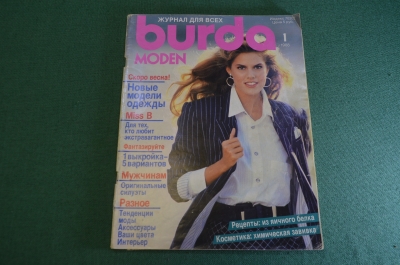 ЖУРНАЛ ДЛЯ ВСЕХ
burda
MODEN
1
Скоро весна!
Новые
модели
одежды
Miss B
Для тех,
кто любит
экстравагантное
Фантазируйте
1 выкройка-
5 вариантов
Мужчинам
Оригинальные
силуэты
Разное
Тенденции
моды
Аксессуары
Ваши цвета
Интерьер
Рецепты: из яичного белка
Косметика: химическая завивка